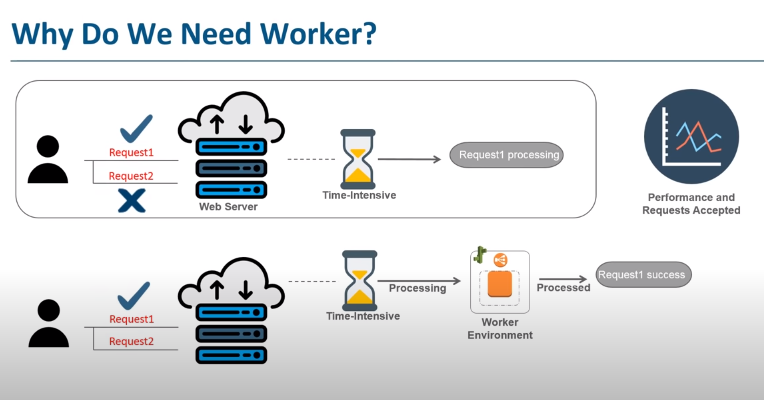 Why Do We Need Worker?
Request1
Request2
Web Server
Time-Intensive
Request1 processing
Performance and
Requests Accepted
Request1
Request2
Time-Intensive
Processing
Worker
Environment
Processed
Request1 success